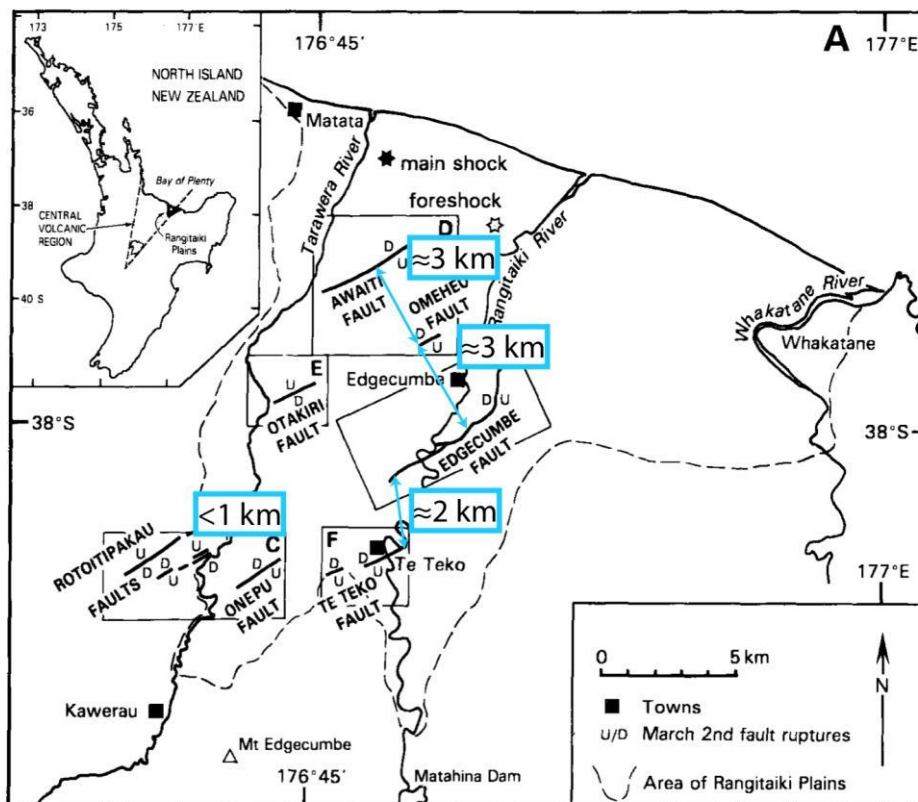 173
175
177° E
NORTH ISLAND
NEW ZEALAND
36
38
40 S
Bay of Plenty
CENTRAL
VOLCANIC
REGION
Rangitaiki
Plains
176°45'
177°E
A
Matata
main shock
foreshock
Tarawera River
Rangitaiki River
Whakatane River
Whakatane
D
D
U
≈3 km
AWAITI
FAULT
OMEHEU
FAULT
D
U
≈3 km
Edgecumbe
E
U
D
OTAKIRI
FAULT
38°S
38°S
D U
EDGECUMBE
FAULT
<1 km
≈2 km
ROTOITIPAKAU
FAULTS
U
D
D
U
U
D
C
D
U
ONEPU
FAULT
F
D
U
D
D
U
Te Teko
TE TEKO
FAULT
177°E
Kawerau
Mt Edgecumbe
176°45'
Matahina Dam
0 5 km
Towns
U/D March 2nd fault ruptures
Area of Rangitaiki Plains
N